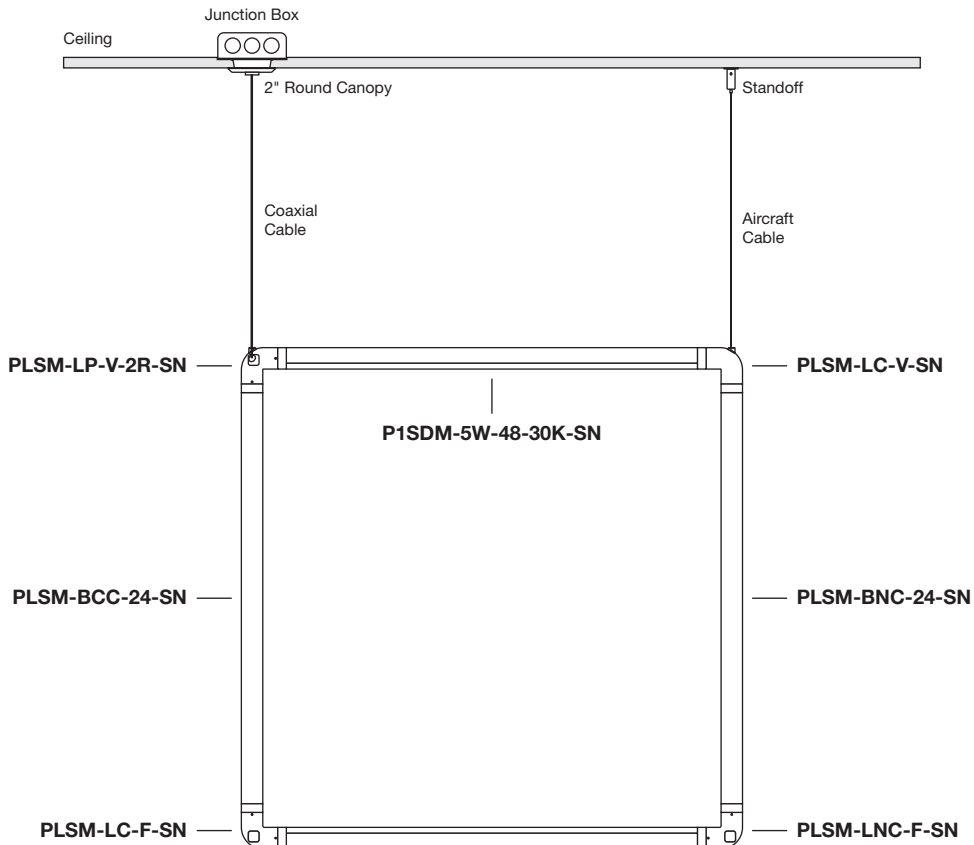 Junction Box
Ceiling
2" Round Canopy
Standoff
Coaxial
Cable
Aircraft
Cable
PLSM-LP-V-2R-SN
PLSM-LC-V-SN
P1SDM-5W-48-30K-SN
PLSM-BCC-24-SN
PLSM-BNC-24-SN
PLSM-LC-F-SN
PLSM-LNC-F-SN